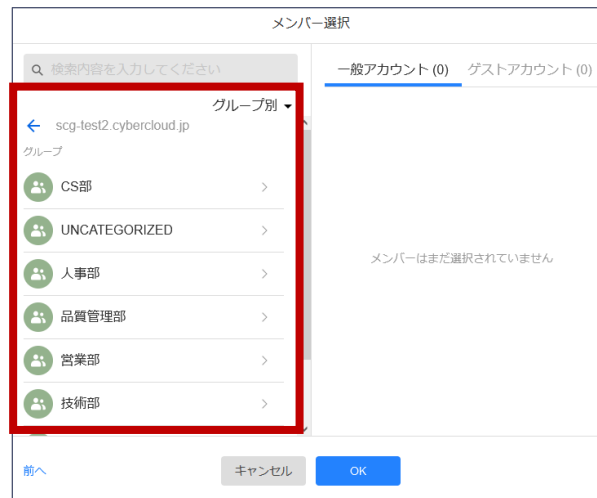 メンバー選択
検索内容を入力してください
一般アカウント (0) ゲストアカウント (0)
グループ別
scg-test2.cybercloud.jp
グループ
CS部
UNCATEGORIZED
人事部
品質管理部
営業部
技術部
メンバーはまだ選択されていません
前へ キャンセル OK